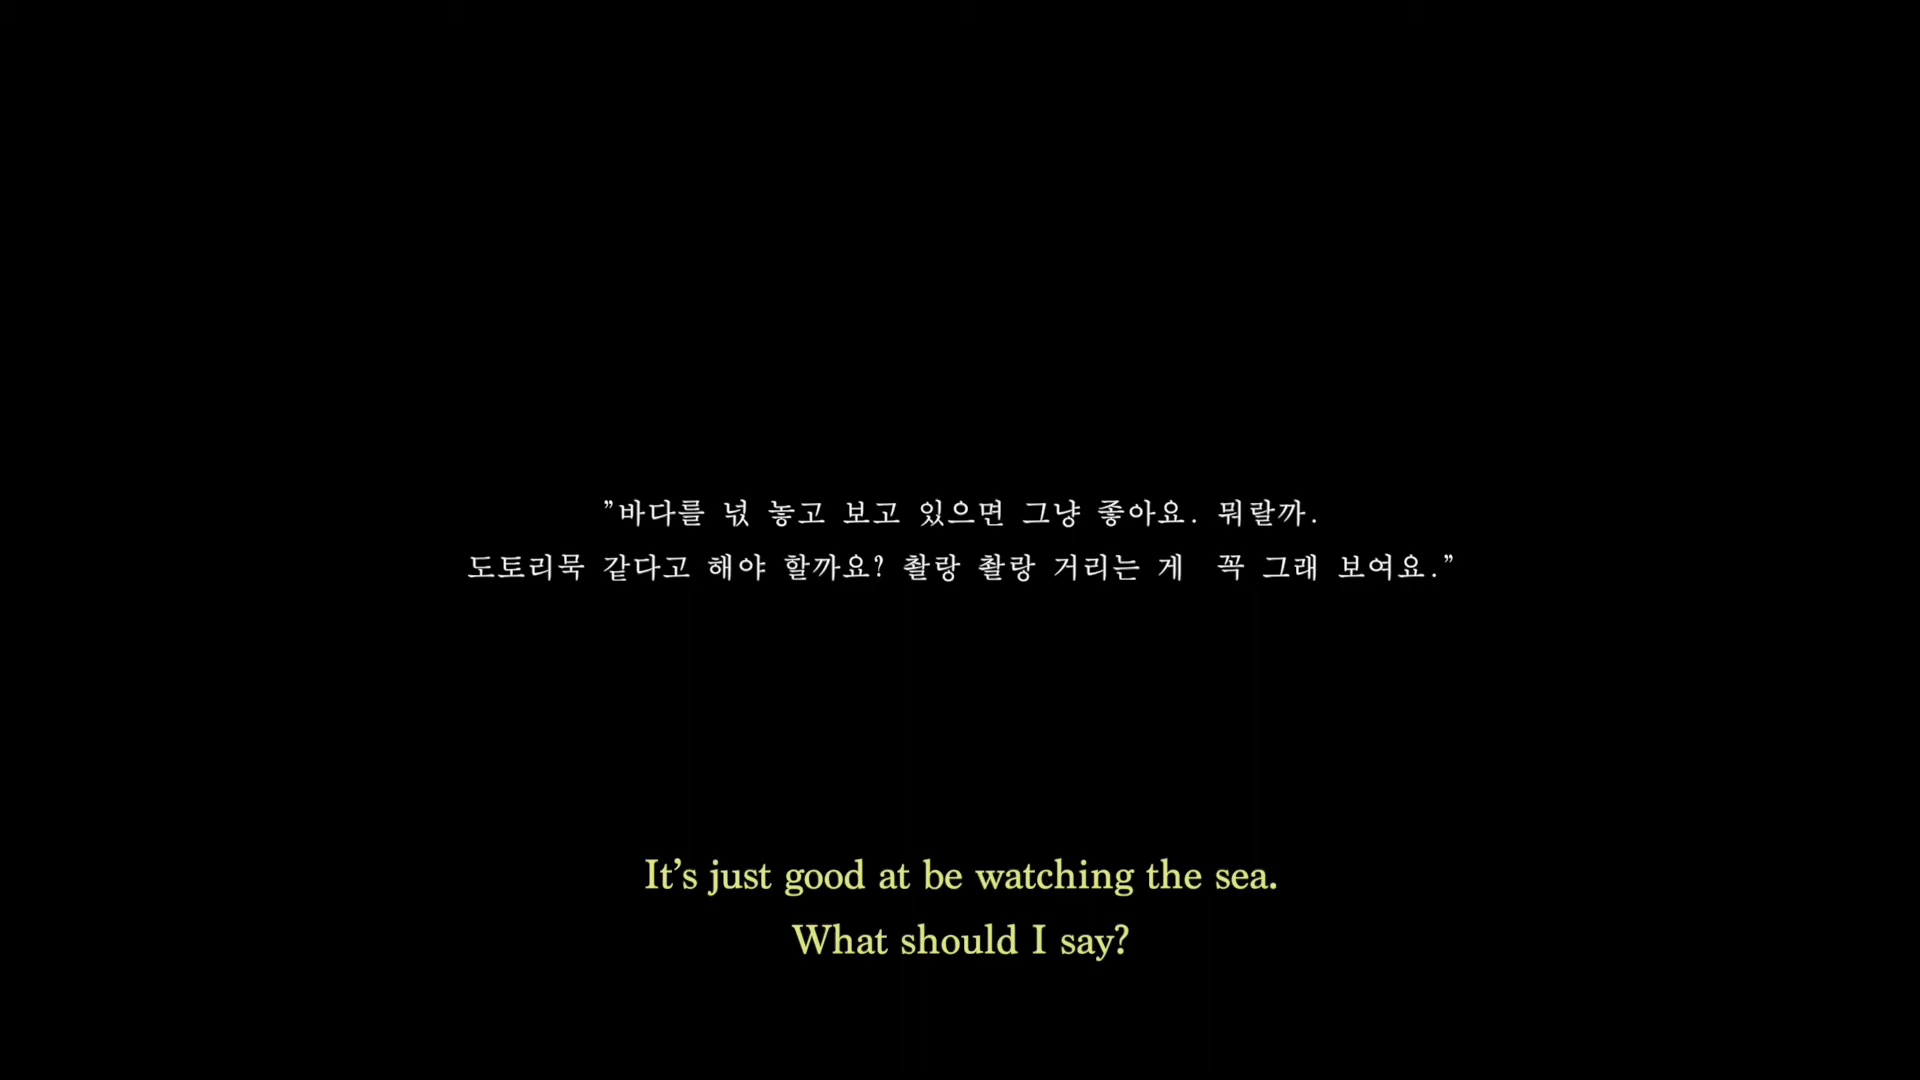 ”바다를 넋 놓고 보고 있으면 그냥 좋아요. 뭐랄까.
도토리묵 같다고 해야 할까요? 촬랑 촬랑 거리는 게 꼭 그래 보여요.”
It’s just good at be watching the sea.
What should I say?